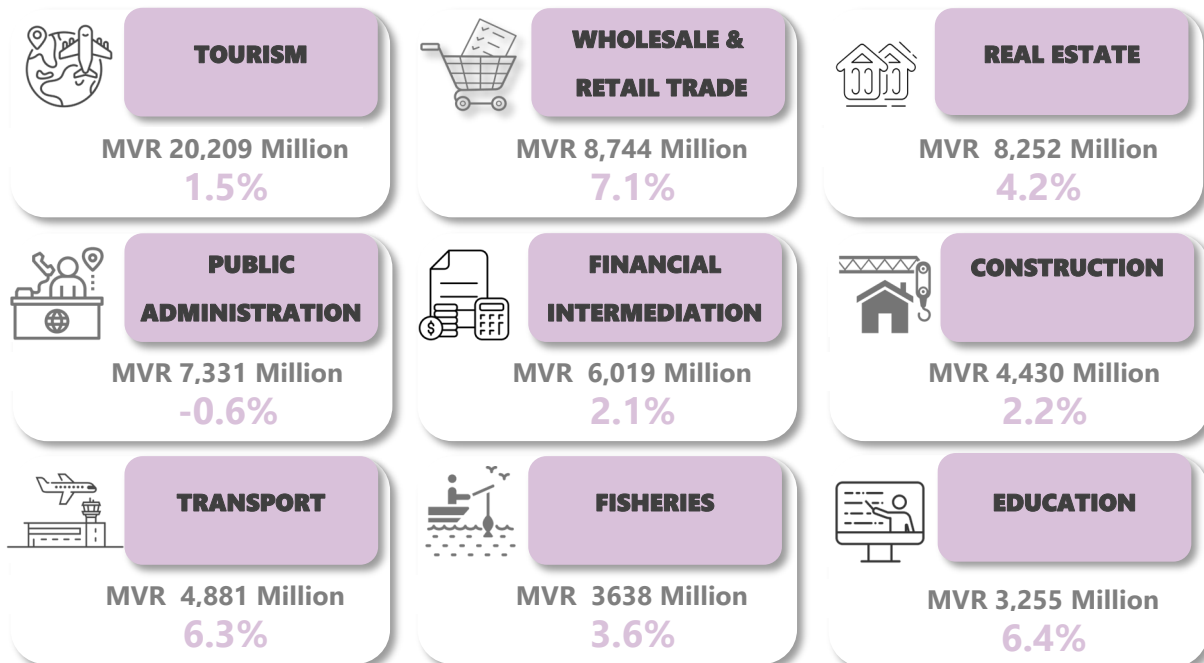 TOURISM
MVR 20,209 Million
1.5%
WHOLESALE &
RETAIL TRADE
MVR 8,744 Million
7.1%
REAL ESTATE
MVR  8,252 Million
4.2%
PUBLIC
ADMINISTRATION
MVR 7,331 Million
-0.6%
FINANCIAL
INTERMEDIATION
MVR  6,019 Million
2.1%
CONSTRUCTION
MVR 4,430 Million
2.2%
TRANSPORT
MVR  4,881 Million
6.3%
FISHERIES
MVR  3638 Million
3.6%
EDUCATION
MVR 3,255 Million
6.4%